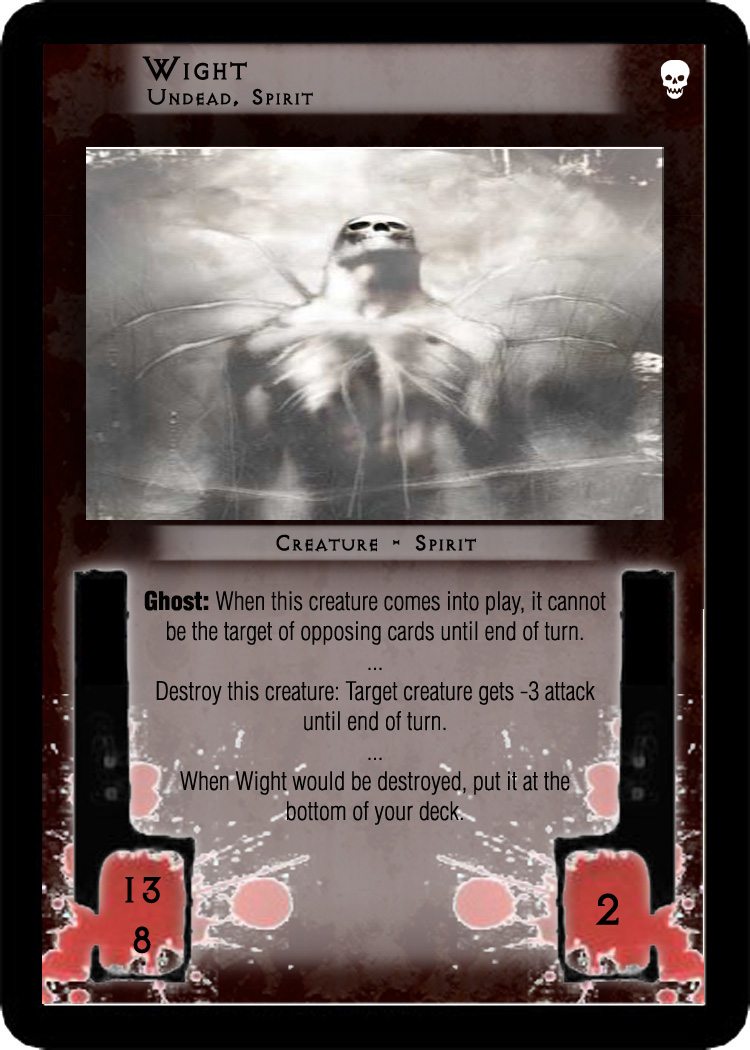 Wight
Undead, Spirit
Creature - Spirit
Ghost: When this creature comes into play, it cannot
be the target of opposing cards until end of turn.
...
Destroy this creature: Target creature gets -3 attack
until end of turn.
...
When Wight would be destroyed, put it at the
bottom of your deck.
13
8
2